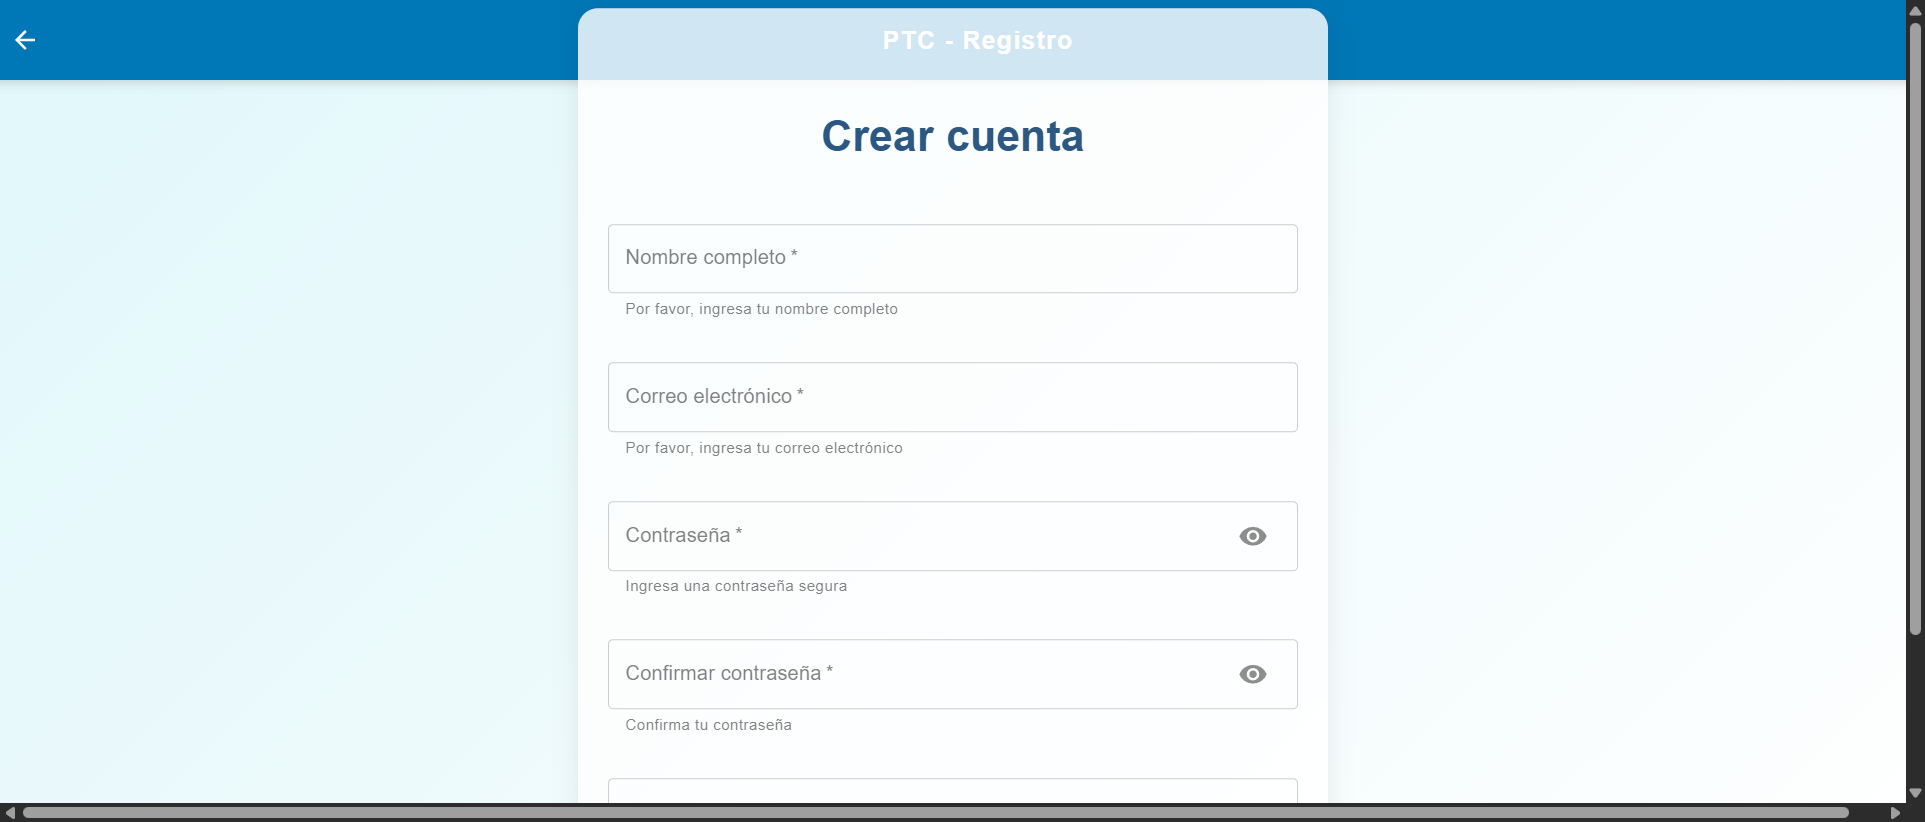 PTC - Registro
Crear cuenta
Nombre completo *
Por favor, ingresa tu nombre completo
Correo electrónico *
Por favor, ingresa tu correo electrónico
Contraseña *
Ingresa una contraseña segura
Confirmar contraseña *
Confirma tu contraseña